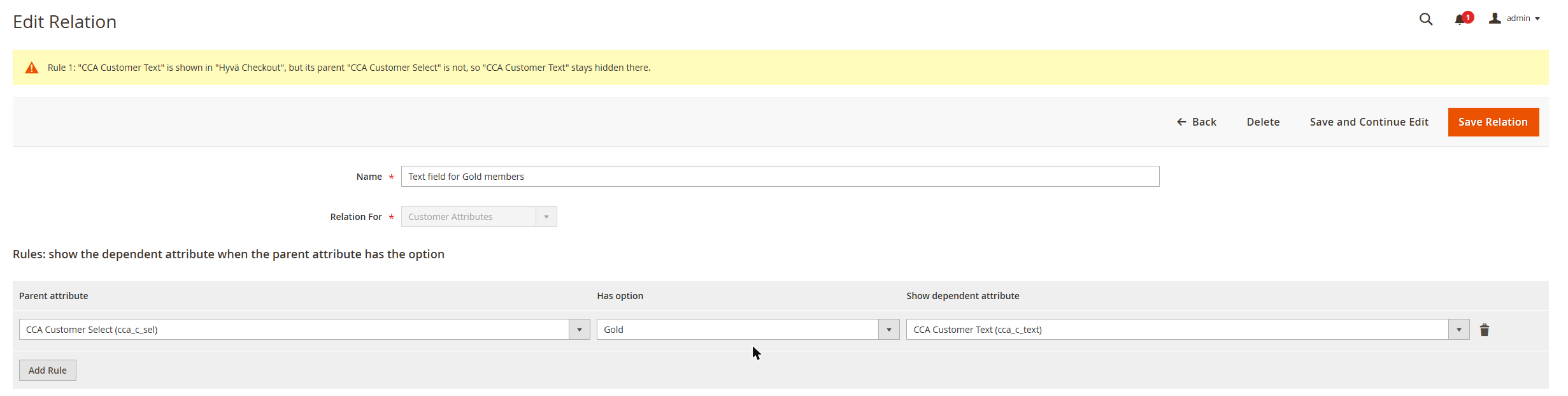 Edit Relation
1
admin
Rule 1: "CCA Customer Text" is shown in "Hyvä Checkout", but its parent "CCA Customer Select" is not, so "CCA Customer Text" stays hidden there.
Back Delete Save and Continue Edit Save Relation
Name * Text field for Gold members
Relation For * Customer Attributes
Rules: show the dependent attribute when the parent attribute has the option
Parent attribute Has option Show dependent attribute
CCA Customer Select (cca_c_sel) Gold CCA Customer Text (cca_c_text)
Add Rule